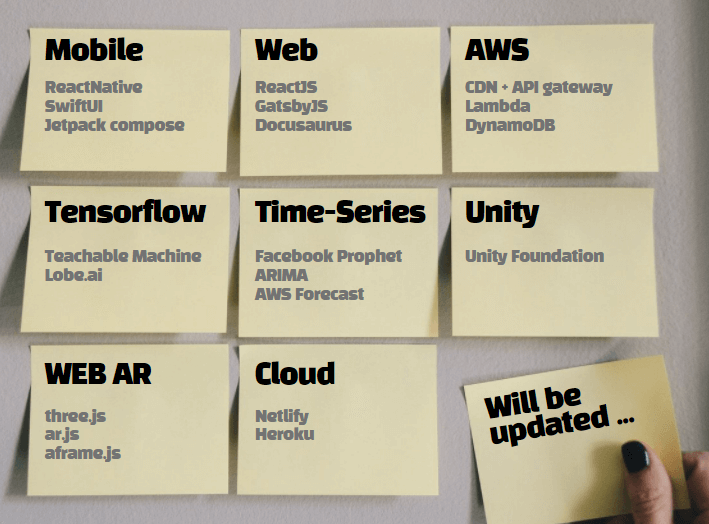 Mobile
ReactNative
SwiftUI
Jetpack compose
Web
ReactJS
GatsbyJS
Docusaurus
AWS
CDN + API gateway
Lambda
DynamoDB
Tensorflow
Teachable Machine
Lobe.ai
Time-Series
Facebook Prophet
ARIMA
AWS Forecast
Unity
Unity Foundation
WEB AR
three.js
ar.js
aframe.js
Cloud
Netlify
Heroku
Will be
updated ...